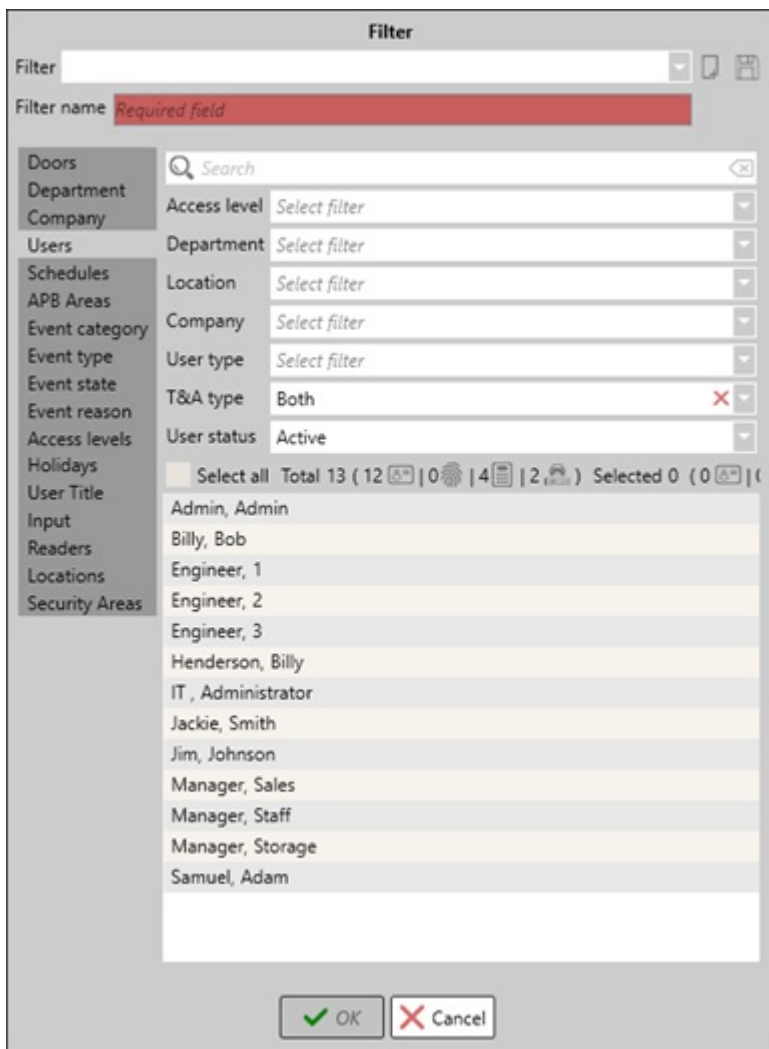 Filter
Filter
Filter name Required field
Doors
Department
Company
Users
Schedules
APB Areas
Event category
Event type
Event state
Event reason
Access levels
Holidays
User Title
Input
Readers
Locations
Security Areas
Search
Access level Select filter
Department Select filter
Location Select filter
Company Select filter
User type Select filter
T&A type Both
User status Active
Select all Total 13 ( 12 | 0 | 4 | 2 ) Selected 0 ( 0 | (
Admin, Admin
Billy, Bob
Engineer, 1
Engineer, 2
Engineer, 3
Henderson, Billy
IT , Administrator
Jackie, Smith
Jim, Johnson
Manager, Sales
Manager, Staff
Manager, Storage
Samuel, Adam
OK Cancel